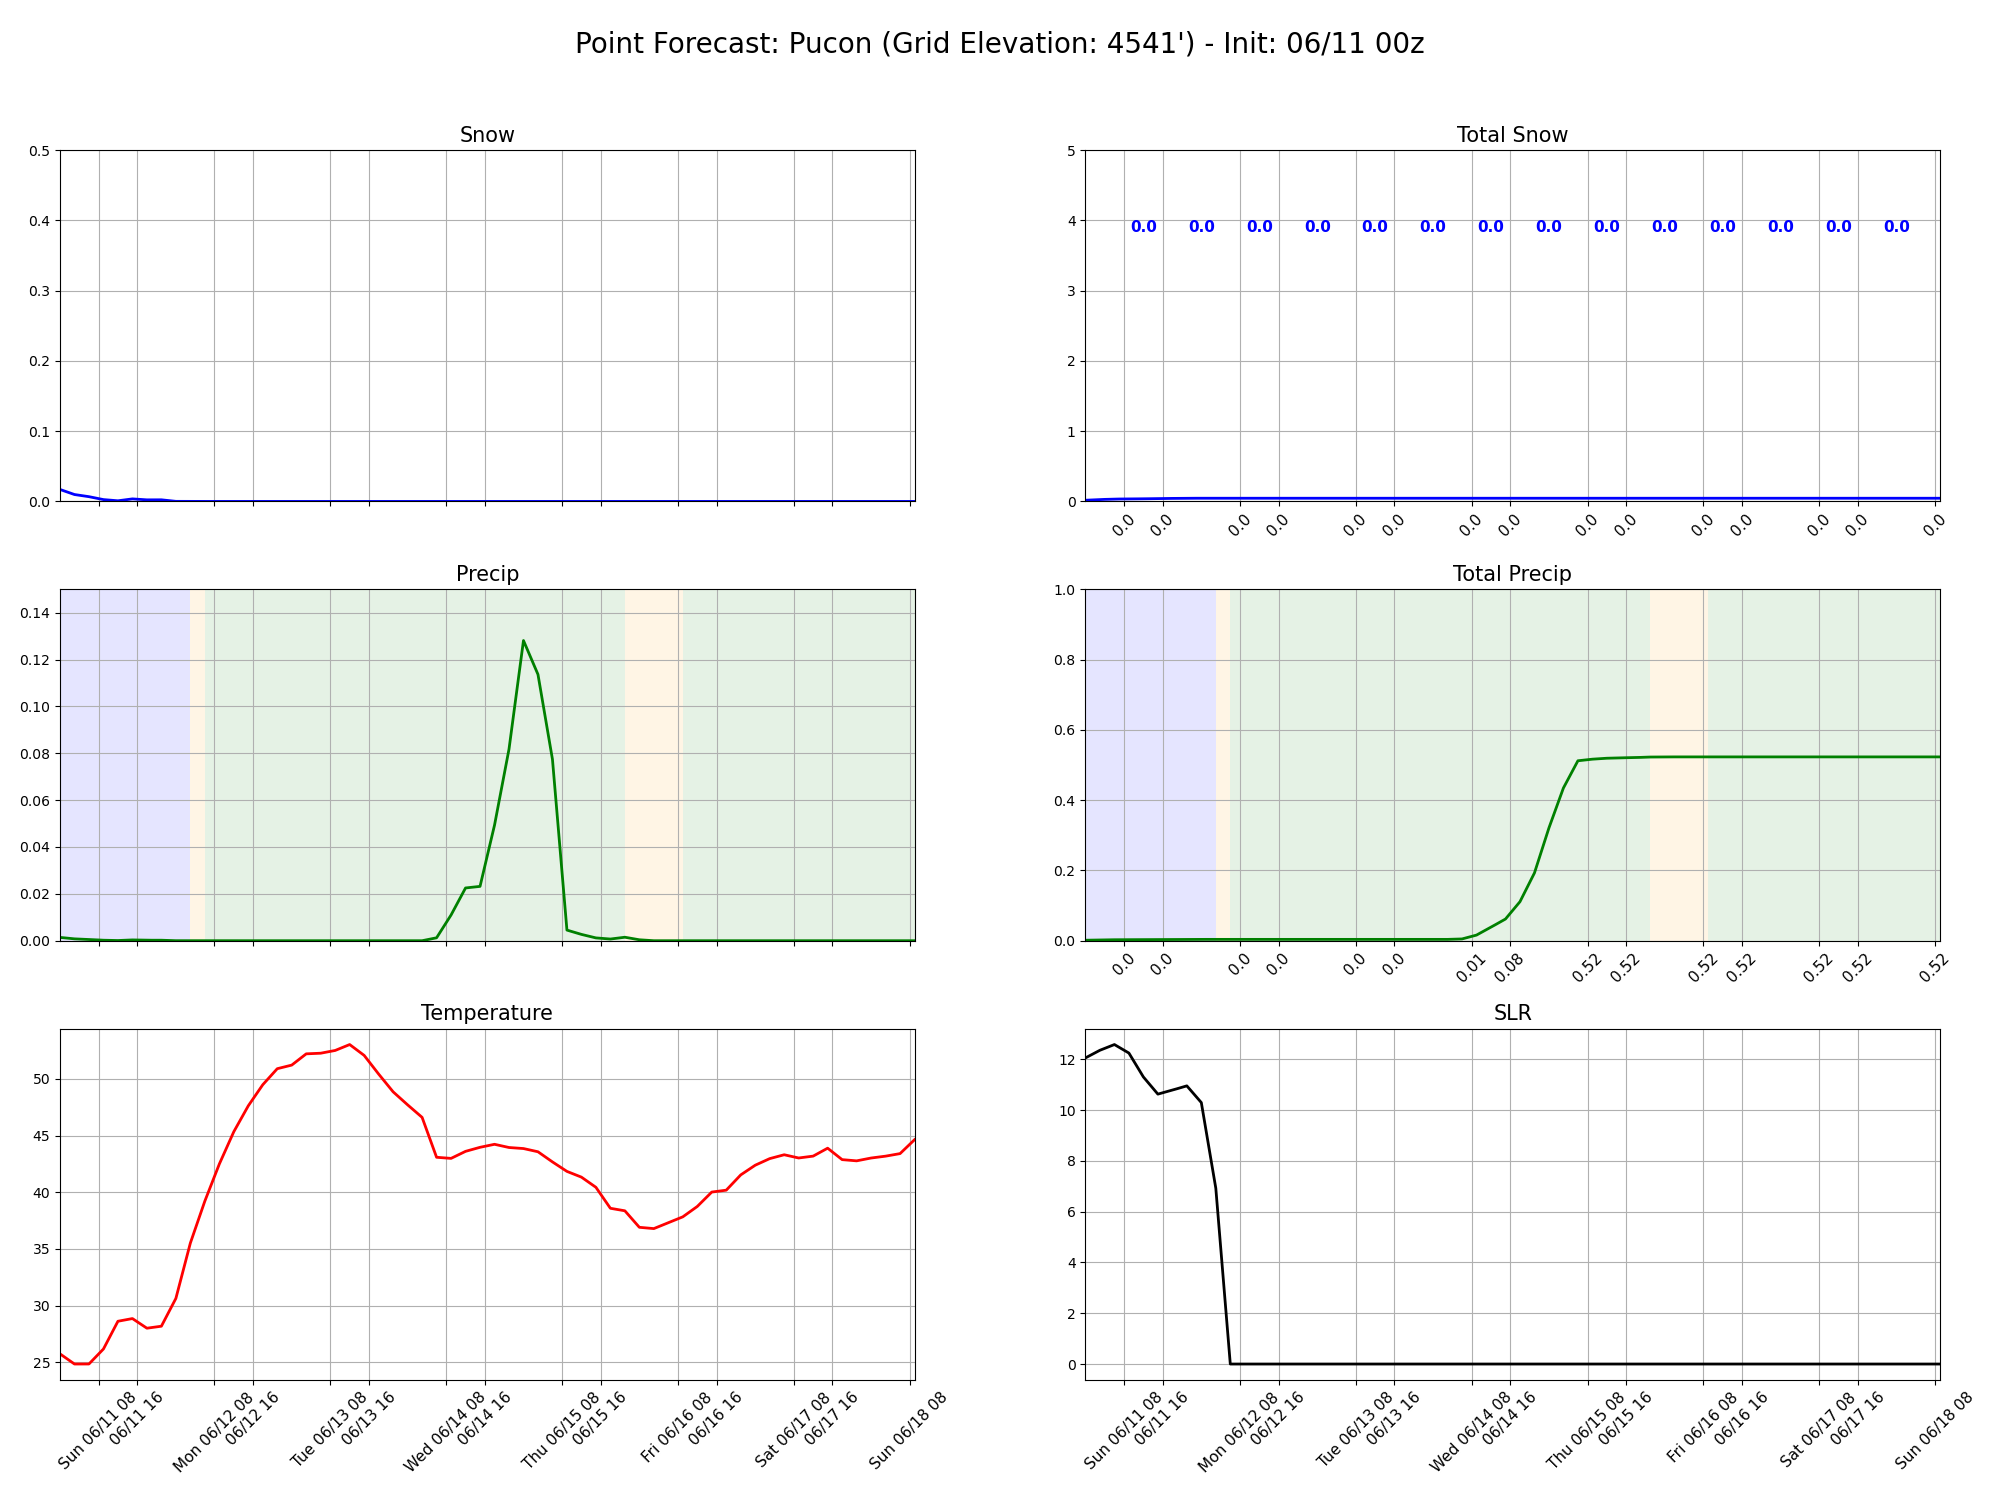 Point Forecast: Pucon (Grid Elevation: 4541') - Init: 06/11 00z
Snow
0.5
0.4
0.3
0.2
0.1
0.0
Total Snow
5
4
3
2
1
0
0.0 0.0 0.0 0.0 0.0 0.0 0.0 0.0 0.0 0.0 0.0 0.0 0.0 0.0
0.0 0.0 0.0 0.0 0.0 0.0 0.0 0.0 0.0 0.0 0.0 0.0 0.0 0.0 0.0
Precip
0.14
0.12
0.10
0.08
0.06
0.04
0.02
0.00
Total Precip
1.0
0.8
0.6
0.4
0.2
0.0
0.0 0.0 0.0 0.0 0.0 0.0 0.01 0.08 0.52 0.52 0.52 0.52 0.52 0.52 0.52
Temperature
50
45
40
35
30
25
Sun 06/11 08
06/11 16
Mon 06/12 08
06/12 16
Tue 06/13 08
06/13 16
Wed 06/14 08
06/14 16
Thu 06/15 08
06/15 16
Fri 06/16 08
06/16 16
Sat 06/17 08
06/17 16
Sun 06/18 08
SLR
12
10
8
6
4
2
0
Sun 06/11 08
06/11 16
Mon 06/12 08
06/12 16
Tue 06/13 08
06/13 16
Wed 06/14 08
06/14 16
Thu 06/15 08
06/15 16
Fri 06/16 08
06/16 16
Sat 06/17 08
06/17 16
Sun 06/18 08